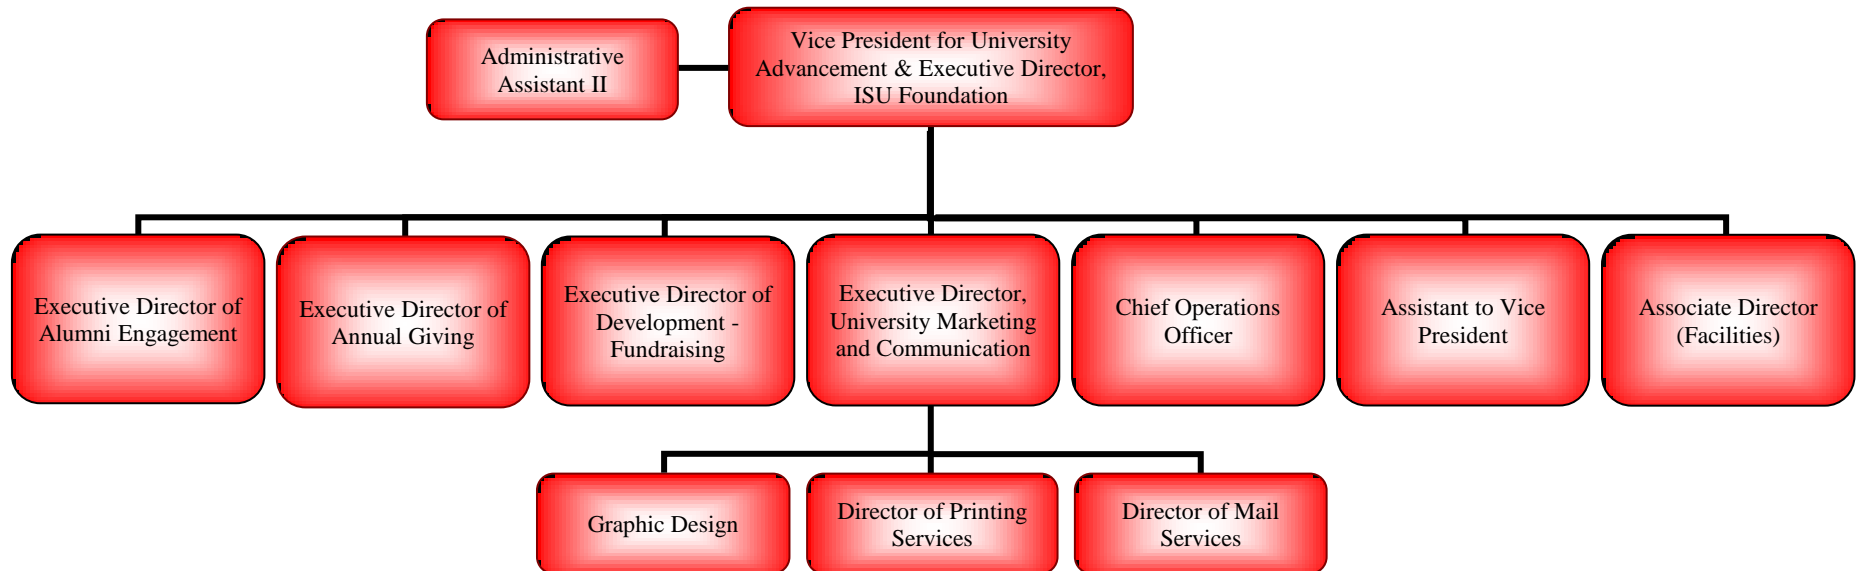 Administrative
Assistant II
Vice President for University
Advancement & Executive Director,
ISU Foundation
Executive Director of
Alumni Engagement
Executive Director of
Annual Giving
Executive Director of
Development -
Fundraising
Executive Director,
University Marketing
and Communication
Chief Operations
Officer
Assistant to Vice
President
Associate Director
(Facilities)
Graphic Design
Director of Printing
Services
Director of Mail
Services